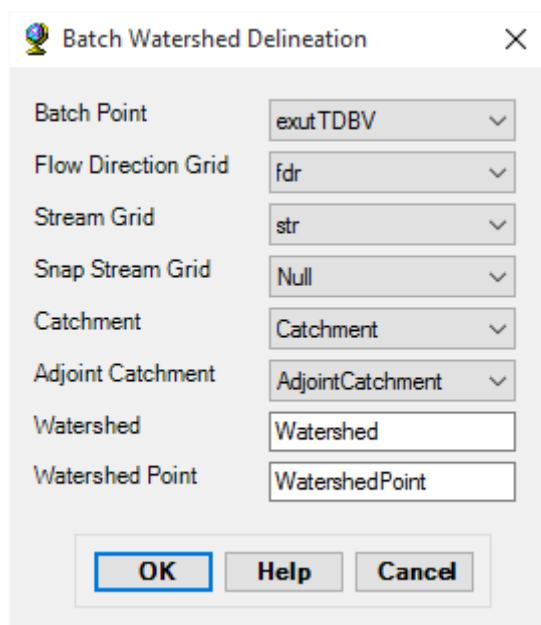 Batch Watershed Delineation
Batch Point exutTDBV
Flow Direction Grid fdr
Stream Grid str
Snap Stream Grid Null
Catchment Catchment
Adjoint Catchment AdjointCatchment
Watershed Watershed
Watershed Point WatershedPoint
OK Help Cancel